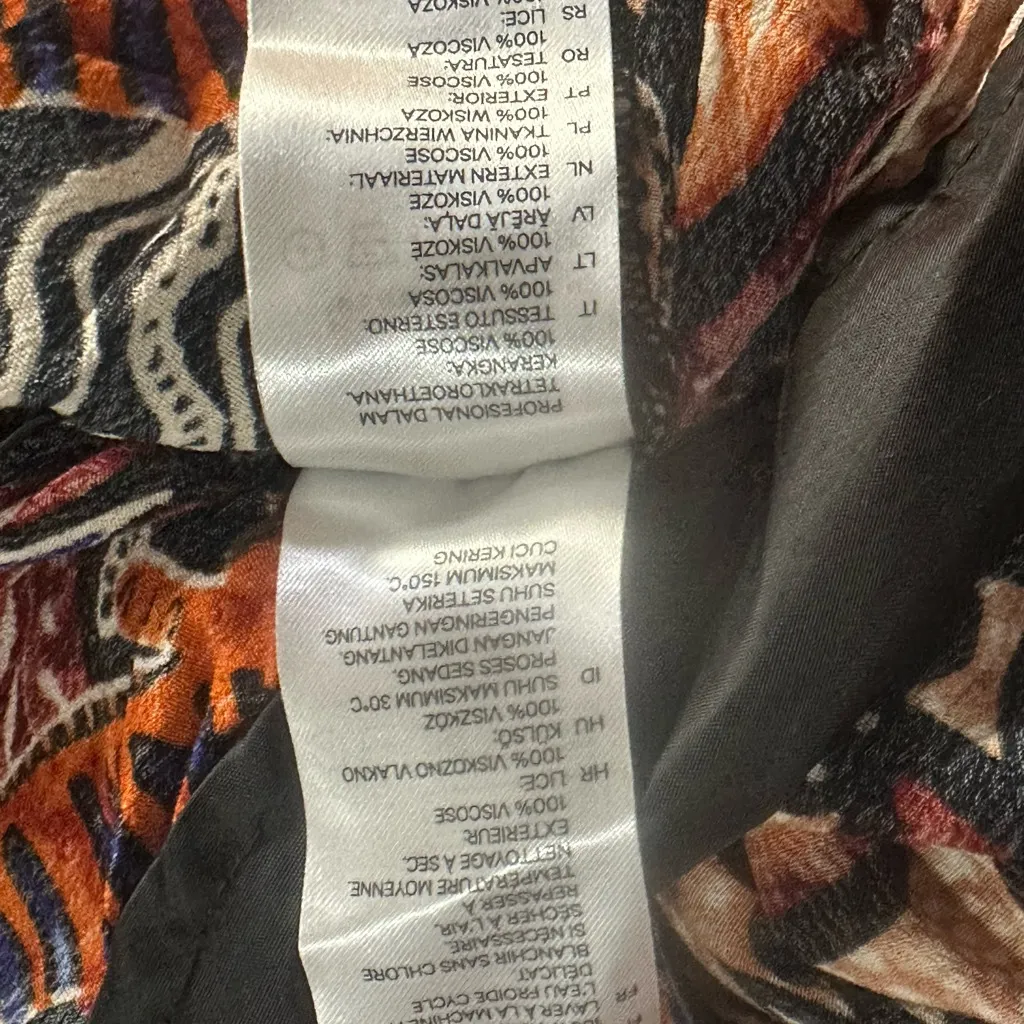 FR LAVER À LA MACHINE
L'EAU FROIDE CYCLE
DÉLICAT
BLANCHIR SANS CHLORE
SI NÉCESSAIRE.
SÉCHER À L'AIR.
REPASSER À
TEMPÉRATURE MOYENNE.
NETTOYAGE À SEC.
EXTÉRIEUR:
100% VISCOSE
HR LICE:
100% VISKOZNO VLAKNO
HU KÜLSŐ:
100% VISZKÓZ
ID SUHU MAKSIMUM 30°C
PROSES SEDANG.
JANGAN DIKELANTANG.
PENGERINGAN GANTUNG.
SUHU SETERIKA
MAKSIMUM 150°C.
CUCI KERING
PROFESIONAL DALAM
TETRAKLOROETHANA.
KERANGKA:
100% VISCOSE
IT TESSUTO ESTERNO:
100% VISCOSA
LT APVALKALAS:
100% VISKOZĖ
LV ĀRĒJĀ DAĻA:
100% VISKOZE
NL EXTERN MATERIAAL:
100% VISCOSE
PL TKANINA WIERZCHNIA:
100% WISKOZA
PT EXTERIOR:
100% VISCOSE
RO TESATURA:
100% VISCOZA
RS LICE:
100% VISKOZA